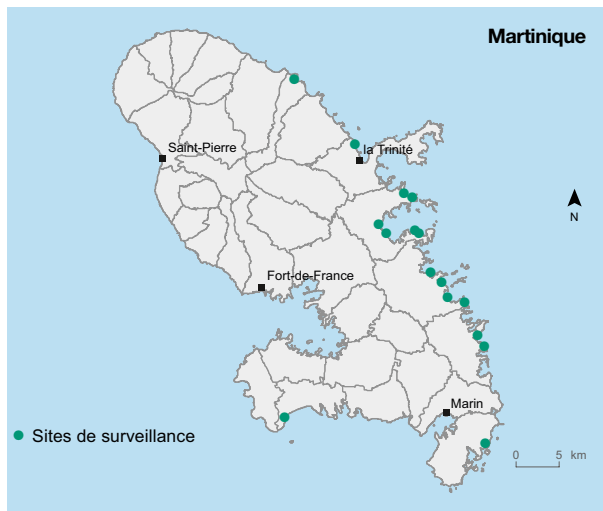 Martinique
la Trinité
Saint-Pierre
N
Fort-de-France
Marin
Sites de surveillance
0 5 km